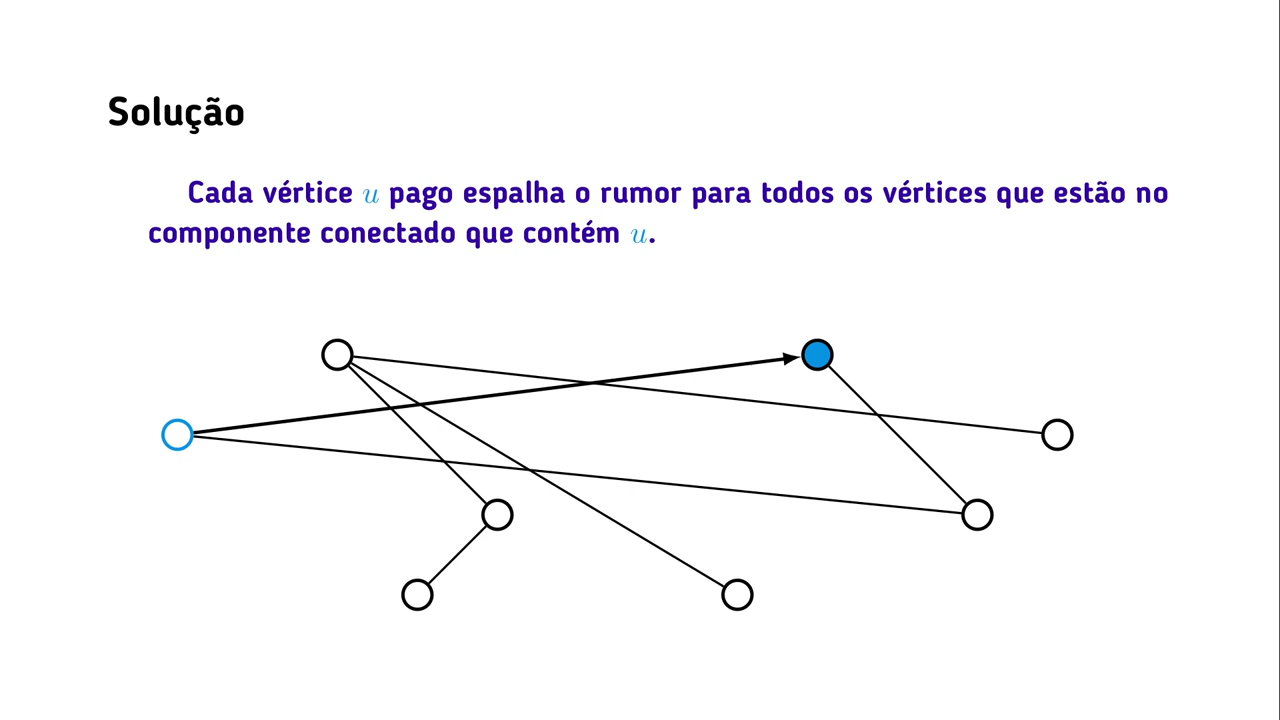 Solução
Cada vértice u pago espalha o rumor para todos os vértices que estão no
componente conectado que contém u.